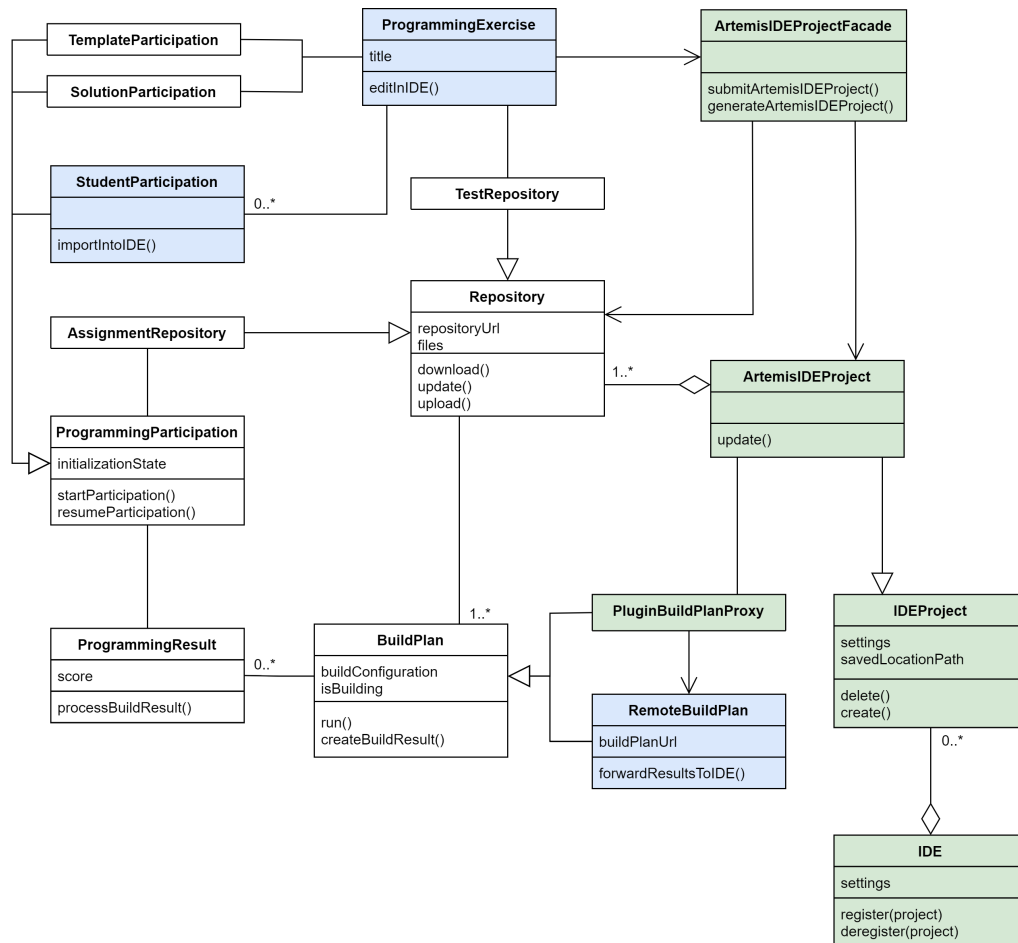 TemplateParticipation
SolutionParticipation
ProgrammingExercise
title
editInIDE()
ArtemisIDEProjectFacade
submitArtemisIDEProject()
generateArtemisIDEProject()
StudentParticipation
importIntoIDE()
0..*
TestRepository
AssignmentRepository
Repository
repositoryUrl
files
download()
update()
upload()
1..*
ArtemisIDEProject
update()
ProgrammingParticipation
initializationState
startParticipation()
resumeParticipation()
ProgrammingResult
score
processBuildResult()
0..*
1..*
BuildPlan
buildConfiguration
isBuilding
run()
createBuildResult()
PluginBuildPlanProxy
RemoteBuildPlan
buildPlanUrl
forwardResultsToIDE()
IDEProject
settings
savedLocationPath
delete()
create()
0..*
IDE
settings
register(project)
deregister(project)